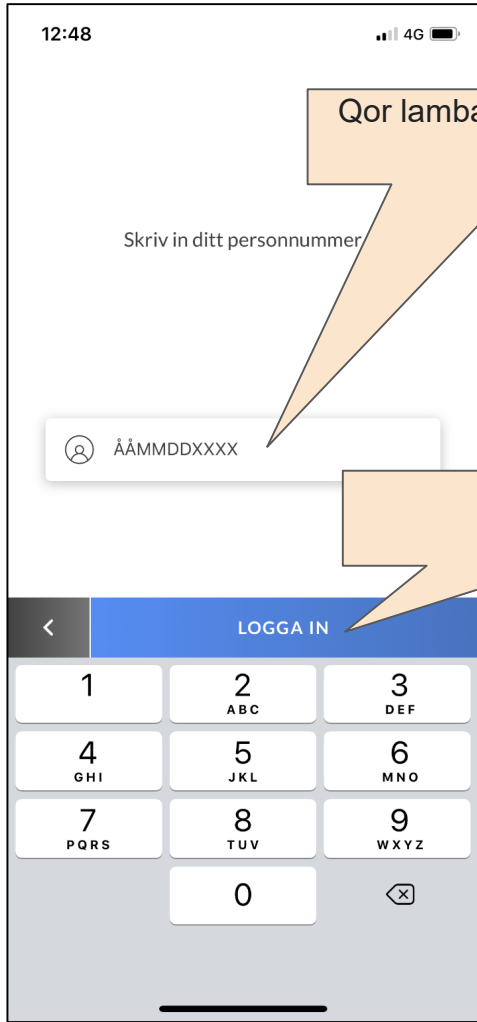 12:48
4G
Qor lamba
Skriv in ditt personnummer
ÅÅMMDDXXXX
LOGGA IN
1
2
ABC
3
DEF
4
GHI
5
JKL
6
MNO
7
PQRS
8
TUV
9
WXYZ
0